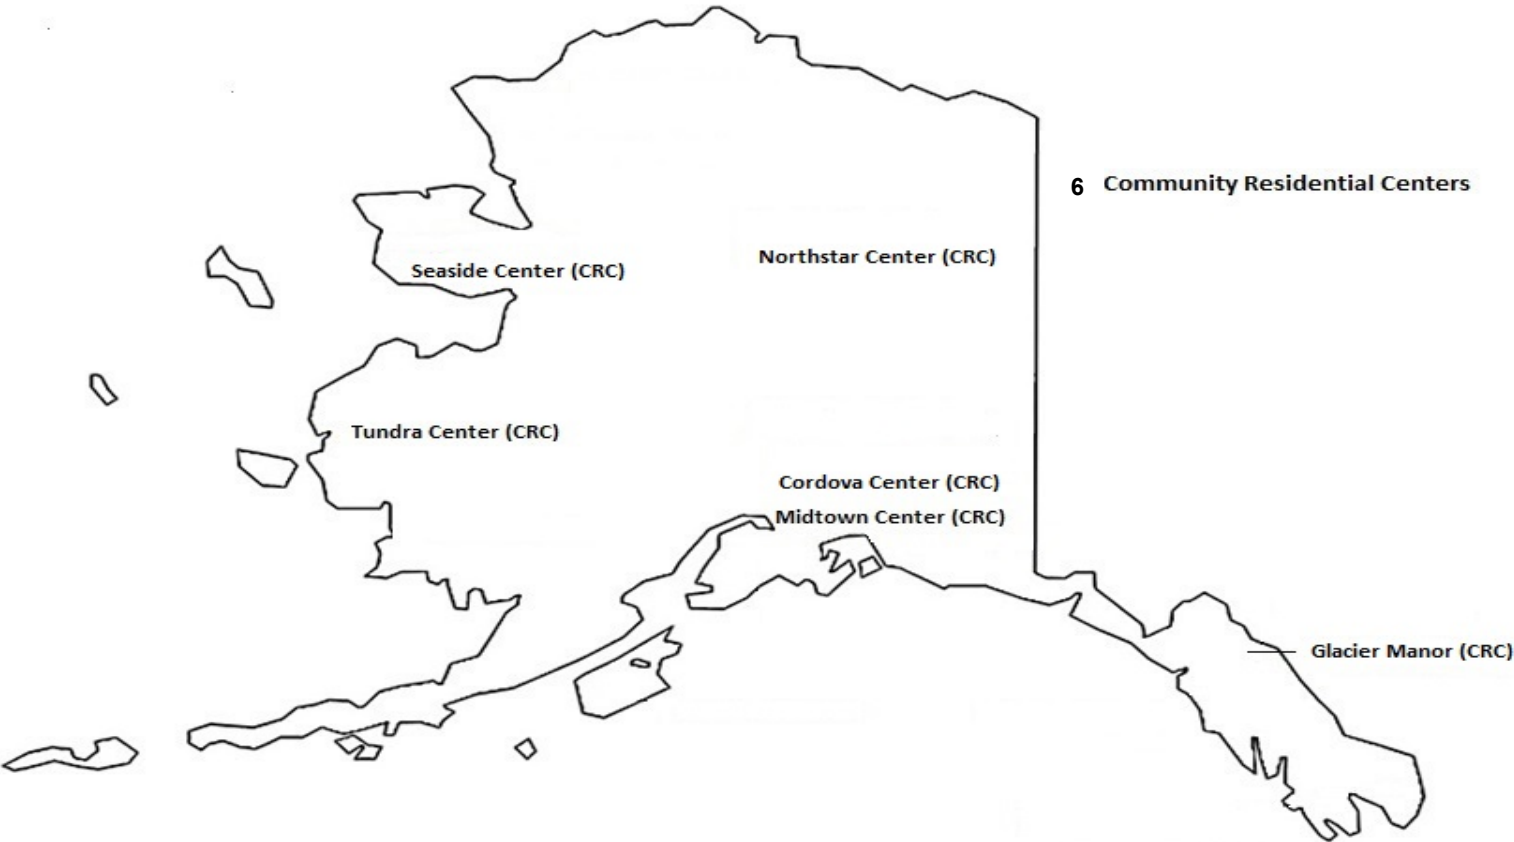 6 Community Residential Centers
Northstar Center (CRC)
Seaside Center (CRC)
Tundra Center (CRC)
Cordova Center (CRC)
Midtown Center (CRC)
Glacier Manor (CRC)